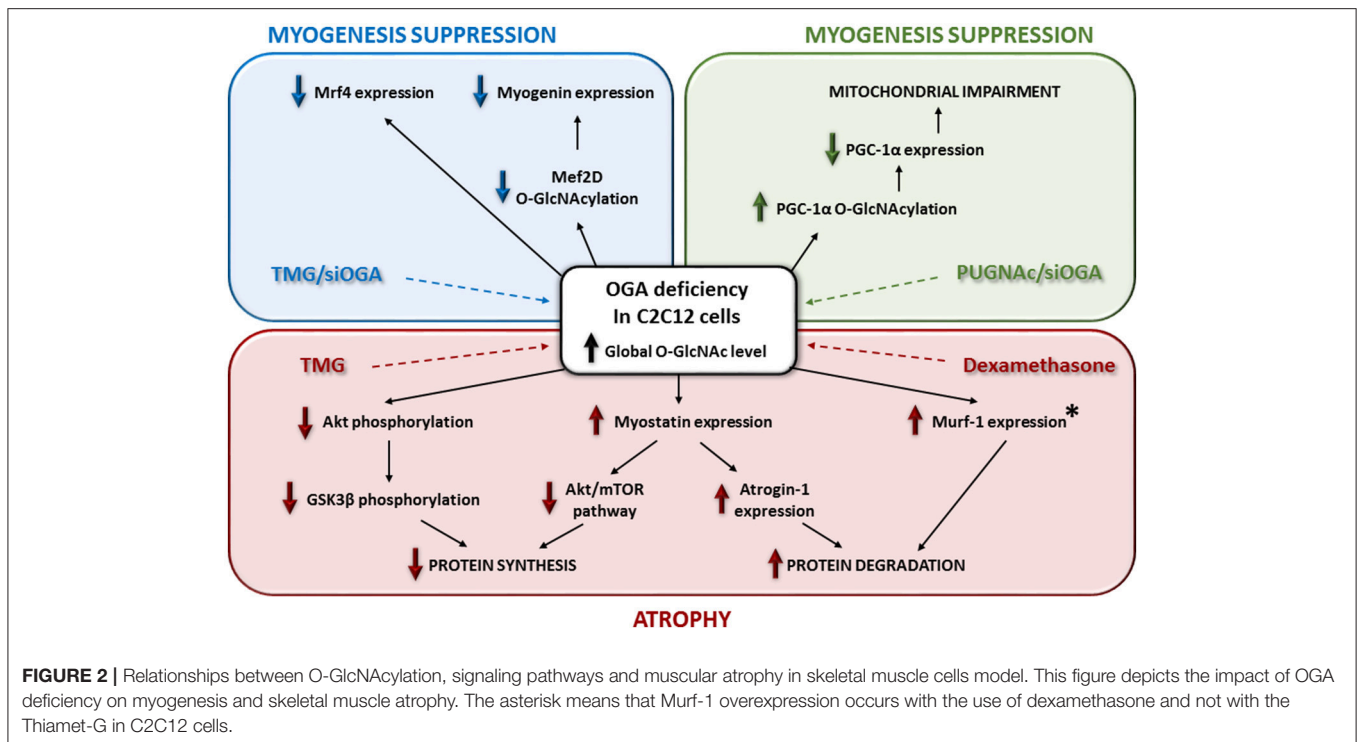 MYOGENESIS SUPPRESSION
MYOGENESIS SUPPRESSION
Mrf4 expression
Myogenin expression
Mef2D
O-GlcNAcylation
TMG/siOGA
MITOCHONDRIAL IMPAIRMENT
PGC-1α expression
PGC-1α O-GlcNAcylation
PUGNAc/siOGA
OGA deficiency
In C2C12 cells
Global O-GlcNAc level
TMG
Dexamethasone
Akt phosphorylation
Myostatin expression
Murf-1 expression*
GSK3β phosphorylation
Akt/mTOR
pathway
Atrogin-1
expression
PROTEIN SYNTHESIS
PROTEIN DEGRADATION
ATROPHY
FIGURE 2 | Relationships between O-GlcNAcylation, signaling pathways and muscular atrophy in skeletal muscle cells model. This figure depicts the impact of OGA
deficiency on myogenesis and skeletal muscle atrophy. The asterisk means that Murf-1 overexpression occurs with the use of dexamethasone and not with the
Thiamet-G in C2C12 cells.